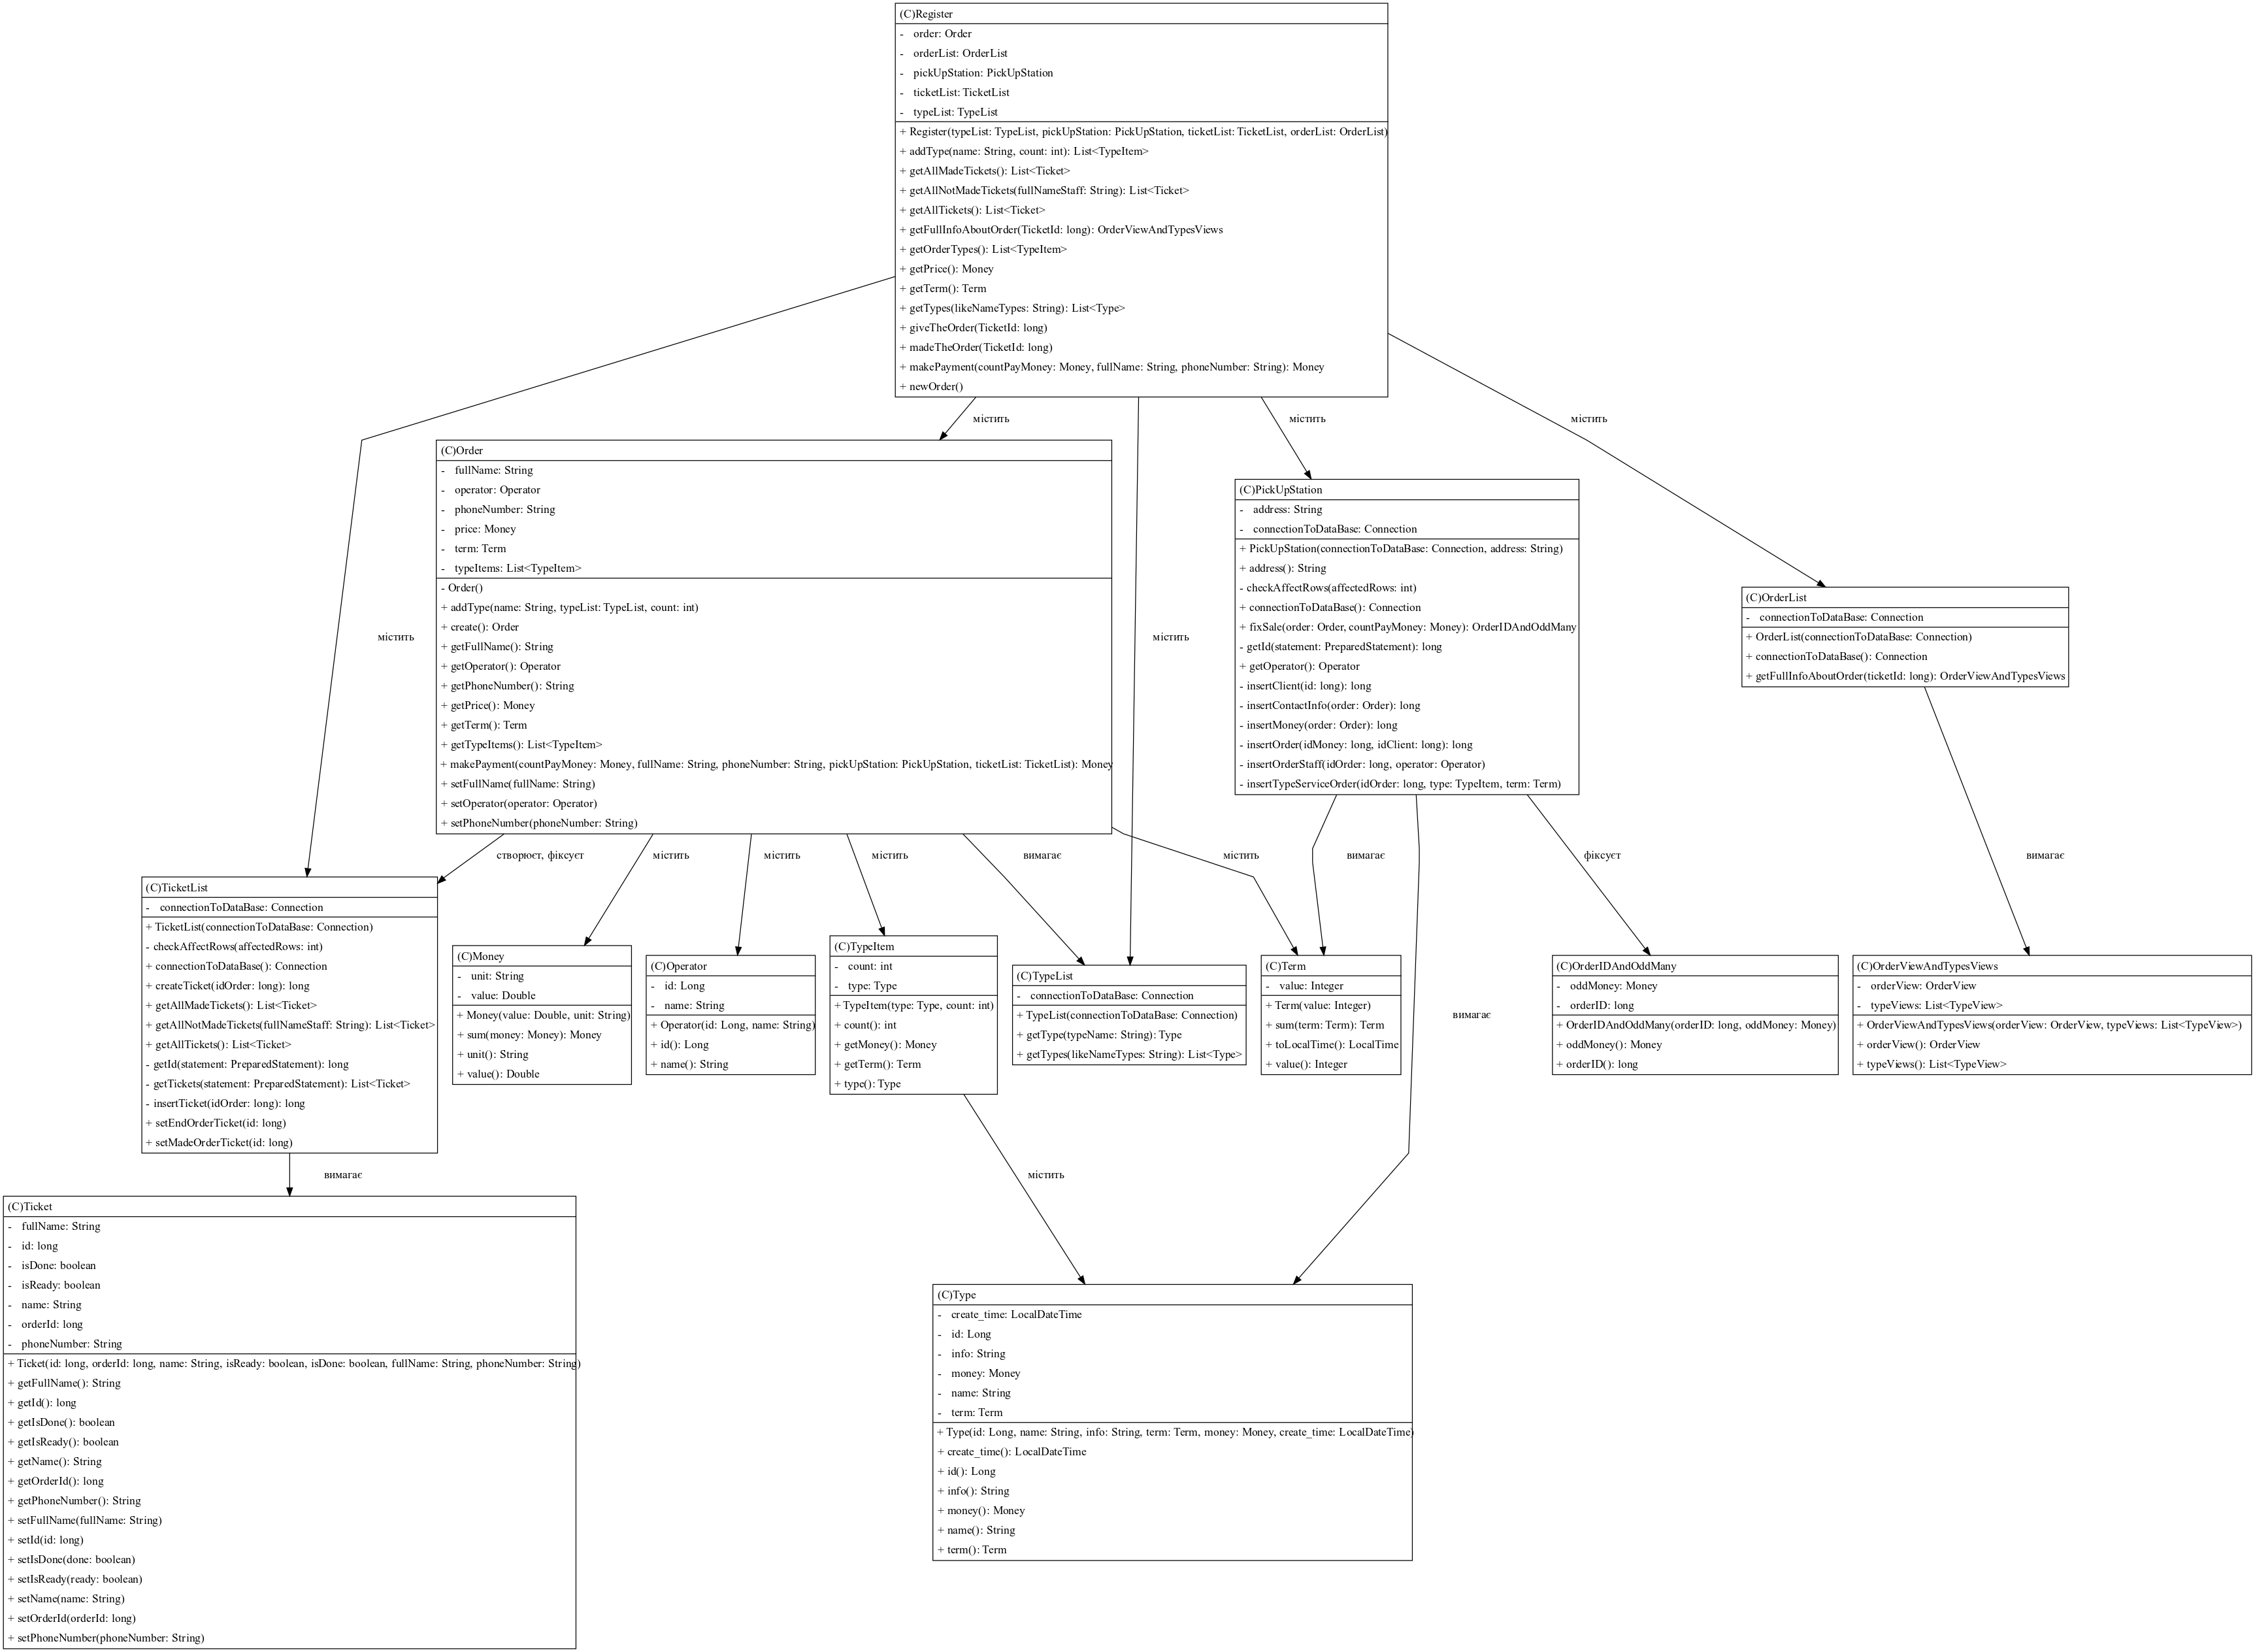 (C)Register
- order: Order
- orderList: OrderList
- pickUpStation: PickUpStation
- ticketList: TicketList
- typeList: TypeList
+ Register(typeList: TypeList, pickUpStation: PickUpStation, ticketList: TicketList, orderList: OrderList)
+ addType(name: String, count: int): List<TypeItem>
+ getAllMadeTickets(): List<Ticket>
+ getAllNotMadeTickets(fullNameStaff: String): List<Ticket>
+ getAllTickets(): List<Ticket>
+ getFullInfoAboutOrder(TicketId: long): OrderViewAndTypesViews
+ getOrderTypes(): List<TypeItem>
+ getPrice(): Money
+ getTerm(): Term
+ getTypes(likeNameTypes: String): List<Type>
+ giveTheOrder(TicketId: long)
+ madeTheOrder(TicketId: long)
+ makePayment(countPayMoney: Money, fullName: String, phoneNumber: String): Money
+ newOrder()
містить
містить
містить
містить
містить
(C)Order
- fullName: String
- operator: Operator
- phoneNumber: String
- price: Money
- term: Term
- typeItems: List<TypeItem>
- Order()
+ addType(name: String, typeList: TypeList, count: int)
+ create(): Order
+ getFullName(): String
+ getOperator(): Operator
+ getPhoneNumber(): String
+ getPrice(): Money
+ getTerm(): Term
+ getTypeItems(): List<TypeItem>
+ makePayment(countPayMoney: Money, fullName: String, phoneNumber: String, pickUpStation: PickUpStation, ticketList: TicketList): Money
+ setFullName(fullName: String)
+ setOperator(operator: Operator)
+ setPhoneNumber(phoneNumber: String)
(C)PickUpStation
- address: String
- connectionToDataBase: Connection
+ PickUpStation(connectionToDataBase: Connection, address: String)
+ address(): String
- checkAffectRows(affectedRows: int)
+ connectionToDataBase(): Connection
+ fixSale(order: Order, countPayMoney: Money): OrderIDAndOddMany
- getId(statement: PreparedStatement): long
+ getOperator(): Operator
- insertClient(id: long): long
- insertContactInfo(order: Order): long
- insertMoney(order: Order): long
- insertOrder(idMoney: long, idClient: long): long
- insertOrderStaff(idOrder: long, operator: Operator)
- insertTypeServiceOrder(idOrder: long, type: TypeItem, term: Term)
(C)OrderList
- connectionToDataBase: Connection
+ OrderList(connectionToDataBase: Connection)
+ connectionToDataBase(): Connection
+ getFullInfoAboutOrder(ticketId: long): OrderViewAndTypesViews
створюєт, фіксуєт
містить
містить
містить
вимагає
містить
вимагає
вимагає
фіксуєт
вимагає
(C)TicketList
- connectionToDataBase: Connection
+ TicketList(connectionToDataBase: Connection)
- checkAffectRows(affectedRows: int)
+ connectionToDataBase(): Connection
+ createTicket(idOrder: long): long
+ getAllMadeTickets(): List<Ticket>
+ getAllNotMadeTickets(fullNameStaff: String): List<Ticket>
+ getAllTickets(): List<Ticket>
- getId(statement: PreparedStatement): long
- getTickets(statement: PreparedStatement): List<Ticket>
- insertTicket(idOrder: long): long
+ setEndOrderTicket(id: long)
+ setMadeOrderTicket(id: long)
(C)Money
- unit: String
- value: Double
+ Money(value: Double, unit: String)
+ sum(money: Money): Money
+ unit(): String
+ value(): Double
(C)Operator
- id: Long
- name: String
+ Operator(id: Long, name: String)
+ id(): Long
+ name(): String
(C)TypeItem
- count: int
- type: Type
+ TypeItem(type: Type, count: int)
+ count(): int
+ getMoney(): Money
+ getTerm(): Term
+ type(): Type
(C)TypeList
- connectionToDataBase: Connection
+ TypeList(connectionToDataBase: Connection)
+ getType(typeName: String): Type
+ getTypes(likeNameTypes: String): List<Type>
(C)Term
- value: Integer
+ Term(value: Integer)
+ sum(term: Term): Term
+ toLocalTime(): LocalTime
+ value(): Integer
(C)OrderIDAndOddMany
- oddMoney: Money
- orderID: long
+ OrderIDAndOddMany(orderID: long, oddMoney: Money)
+ oddMoney(): Money
+ orderID(): long
(C)OrderViewAndTypesViews
- orderView: OrderView
- typeViews: List<TypeView>
+ OrderViewAndTypesViews(orderView: OrderView, typeViews: List<TypeView>)
+ orderView(): OrderView
+ typeViews(): List<TypeView>
вимагає
містить
(C)Ticket
- fullName: String
- id: long
- isDone: boolean
- isReady: boolean
- name: String
- orderId: long
- phoneNumber: String
+ Ticket(id: long, orderId: long, name: String, isReady: boolean, isDone: boolean, fullName: String, phoneNumber: String)
+ getFullName(): String
+ getId(): long
+ getIsDone(): boolean
+ getIsReady(): boolean
+ getName(): String
+ getOrderId(): long
+ getPhoneNumber(): String
+ setFullName(fullName: String)
+ setId(id: long)
+ setIsDone(done: boolean)
+ setIsReady(ready: boolean)
+ setName(name: String)
+ setOrderId(orderId: long)
+ setPhoneNumber(phoneNumber: String)
(C)Type
- create_time: LocalDateTime
- id: Long
- info: String
- money: Money
- name: String
- term: Term
+ Type(id: Long, name: String, info: String, term: Term, money: Money, create_time: LocalDateTime)
+ create_time(): LocalDateTime
+ id(): Long
+ info(): String
+ money(): Money
+ name(): String
+ term(): Term